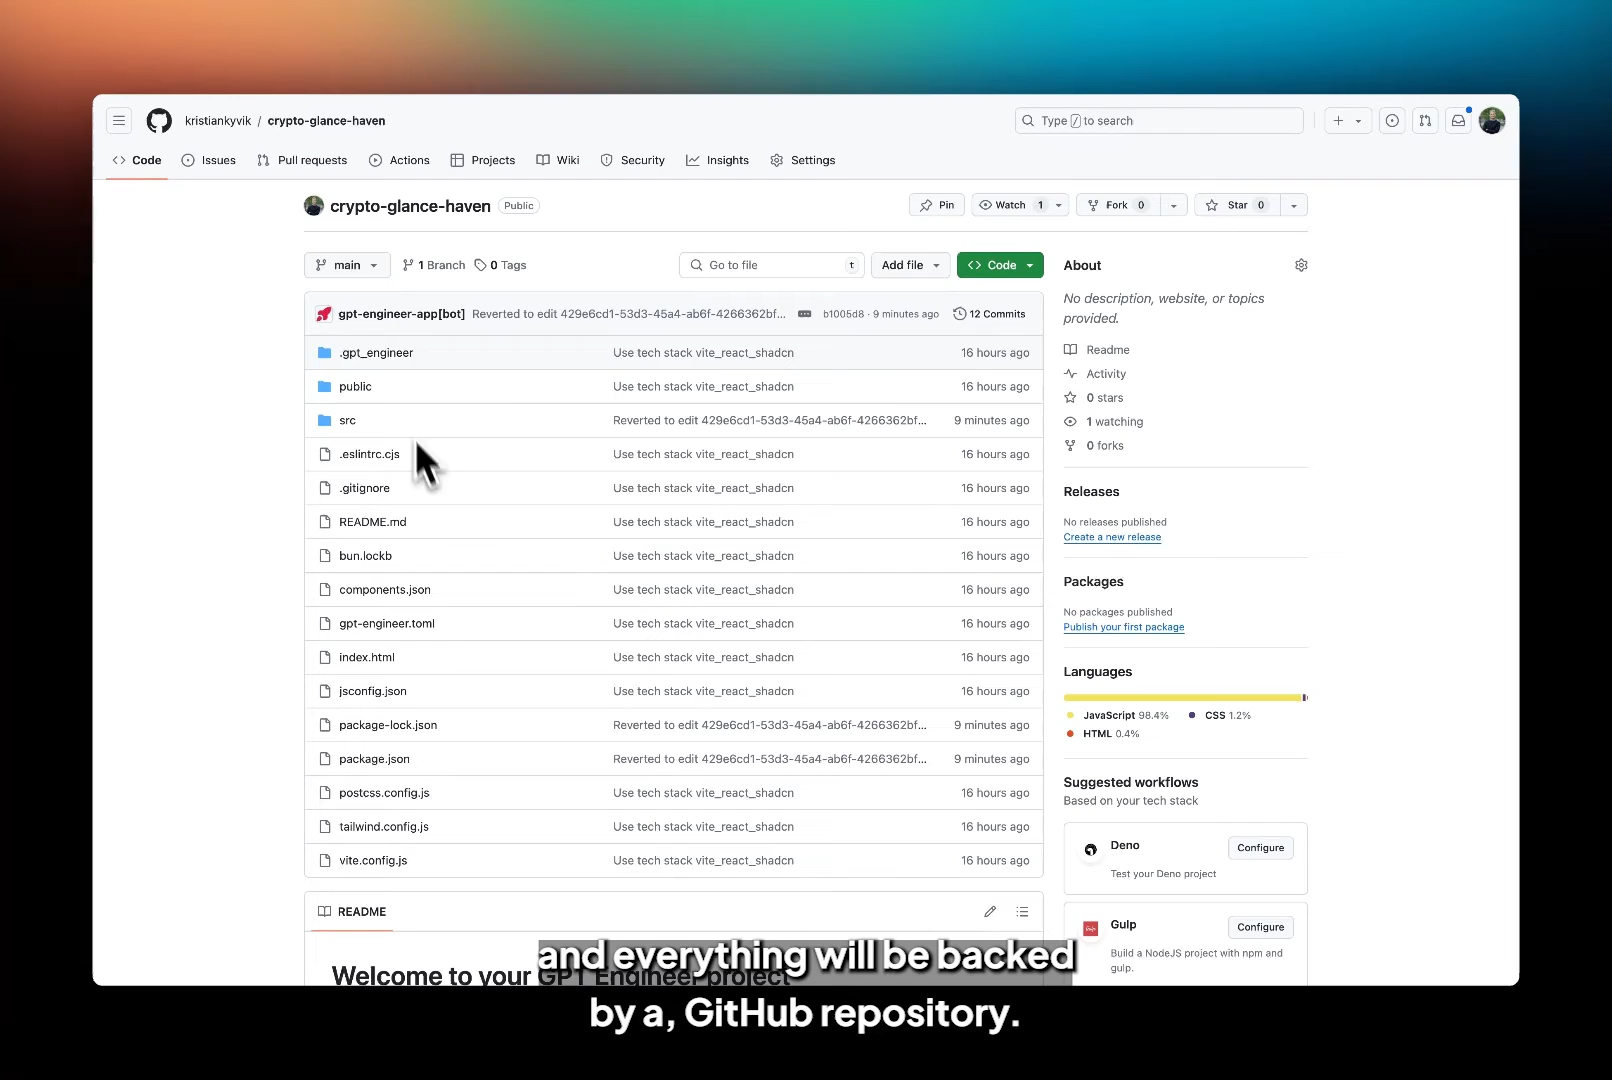 kristiankyvik / crypto-glance-haven
Type / to search
Code Issues Pull requests Actions Projects Wiki Security Insights Settings
crypto-glance-haven Public
Pin Watch 1 Fork 0 Star 0
main 1 Branch 0 Tags Go to file t Add file Code
gpt-engineer-app[bot] Reverted to edit 429e6cd1-53d3-45a4-ab6f-4266362bf... b1005d8 · 9 minutes ago 12 Commits
.gpt_engineer Use tech stack vite_react_shadcn 16 hours ago
public Use tech stack vite_react_shadcn 16 hours ago
src Reverted to edit 429e6cd1-53d3-45a4-ab6f-4266362bf... 9 minutes ago
.eslintrc.cjs Use tech stack vite_react_shadcn 16 hours ago
.gitignore Use tech stack vite_react_shadcn 16 hours ago
README.md Use tech stack vite_react_shadcn 16 hours ago
bun.lockb Use tech stack vite_react_shadcn 16 hours ago
components.json Use tech stack vite_react_shadcn 16 hours ago
gpt-engineer.toml Use tech stack vite_react_shadcn 16 hours ago
index.html Use tech stack vite_react_shadcn 16 hours ago
jsconfig.json Use tech stack vite_react_shadcn 16 hours ago
package-lock.json Reverted to edit 429e6cd1-53d3-45a4-ab6f-4266362bf... 9 minutes ago
package.json Reverted to edit 429e6cd1-53d3-45a4-ab6f-4266362bf... 9 minutes ago
postcss.config.js Use tech stack vite_react_shadcn 16 hours ago
tailwind.config.js Use tech stack vite_react_shadcn 16 hours ago
vite.config.js Use tech stack vite_react_shadcn 16 hours ago
README
Welcome to your GPT Engineer project
About
No description, website, or topics
provided.
Readme
Activity
0 stars
1 watching
0 forks
Releases
No releases published
Create a new release
Packages
No packages published
Publish your first package
Languages
JavaScript 98.4% CSS 1.2%
HTML 0.4%
Suggested workflows
Based on your tech stack
Deno Configure
Test your Deno project
Gulp Configure
Build a NodeJS project with npm and
gulp.
and everything will be backed
by a, GitHub repository.